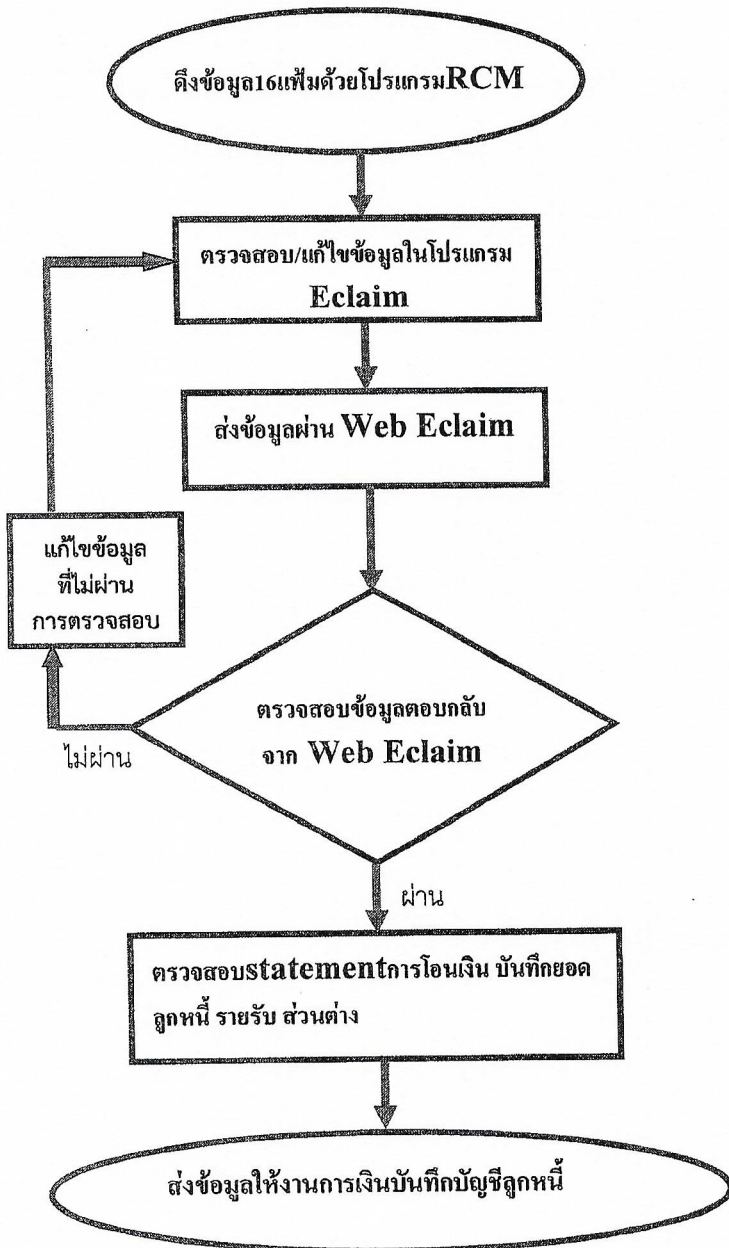 ดึงข้อมูล16แฟ้มด้วยโปรแกรมRCM
ตรวจสอบ/แก้ไขข้อมูลในโปรแกรม
Eclaim
ส่งข้อมูลผ่าน Web Eclaim
แก้ไขข้อมูล
ที่ไม่ผ่าน
การตรวจสอบ
ตรวจสอบข้อมูลตอบกลับ
จาก Web Eclaim
ไม่ผ่าน
ผ่าน
ตรวจสอบstatementการโอนเงิน บันทึกยอด
ลูกหนี้ รายรับ ส่วนต่าง
ส่งข้อมูลให้งานการเงินบันทึกบัญชีลูกหนี้